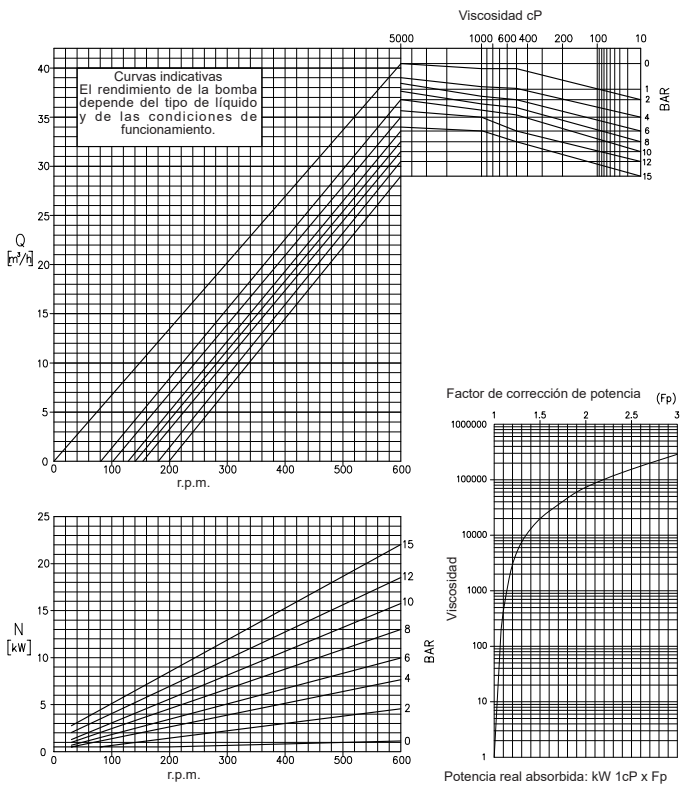 Viscosidad cP
5000 1000 600 400 200 100 10
Curvas indicativas
El rendimiento de la bomba
depende del tipo de líquido
y de las condiciones de
funcionamiento.
40
35
30
25
20
15
10
5
0
Q
[m³/h]
0 100 200 300 400 500 600
r.p.m.
0
1
2
4
6
8
10
12
15
BAR
25
20
15
10
5
0
N
[kW]
0 100 200 300 400 500 600
r.p.m.
15
12
10
8
6
4
2
0
BAR
Factor de corrección de potencia (Fp)
1 1.5 2 2.5 3
1000000
100000
10000
1000
100
10
1
Viscosidad
Potencia real absorbida: kW 1cP x Fp